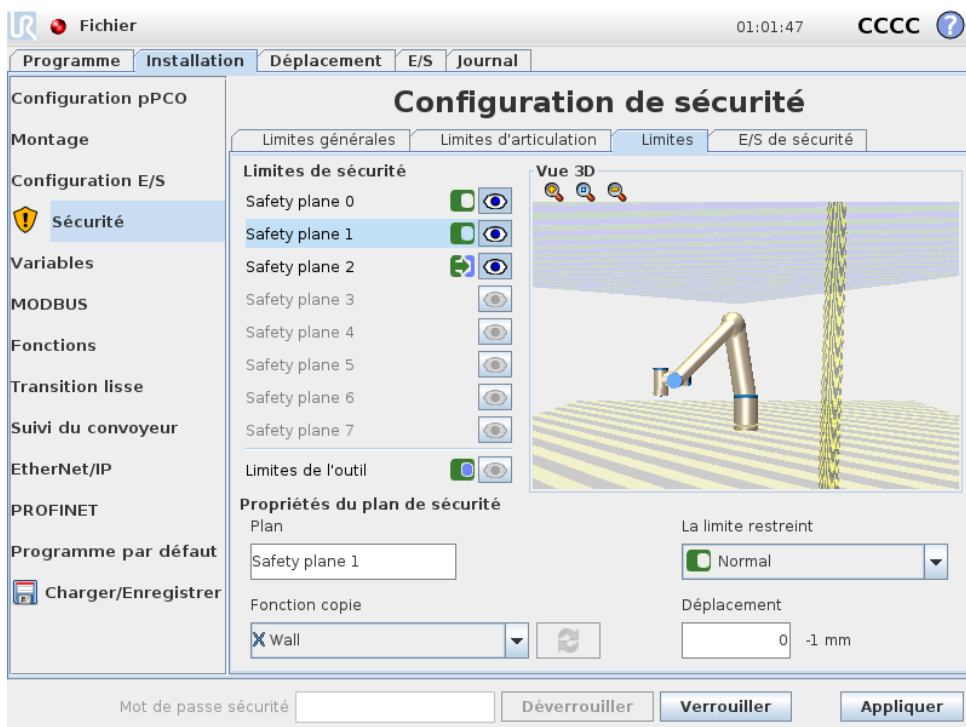 UR Fichier 01:01:47 CCCC ?
Programme Installation Déplacement E/S Journal
Configuration pPCO
Montage
Configuration E/S
Sécurité
Variables
MODBUS
Fonctions
Transition lisse
Suivi du convoyeur
EtherNet/IP
PROFINET
Programme par défaut
Charger/Enregistrer
Configuration de sécurité
Limites générales Limites d'articulation Limites E/S de sécurité
Limites de sécurité
Safety plane 0
Safety plane 1
Safety plane 2
Safety plane 3
Safety plane 4
Safety plane 5
Safety plane 6
Safety plane 7
Limites de l'outil
Vue 3D
Propriétés du plan de sécurité
Plan
Safety plane 1
La limite restreint
Normal
Fonction copie
Wall
Déplacement
0 -1 mm
Mot de passe sécurité Déverrouiller Verrouiller Appliquer